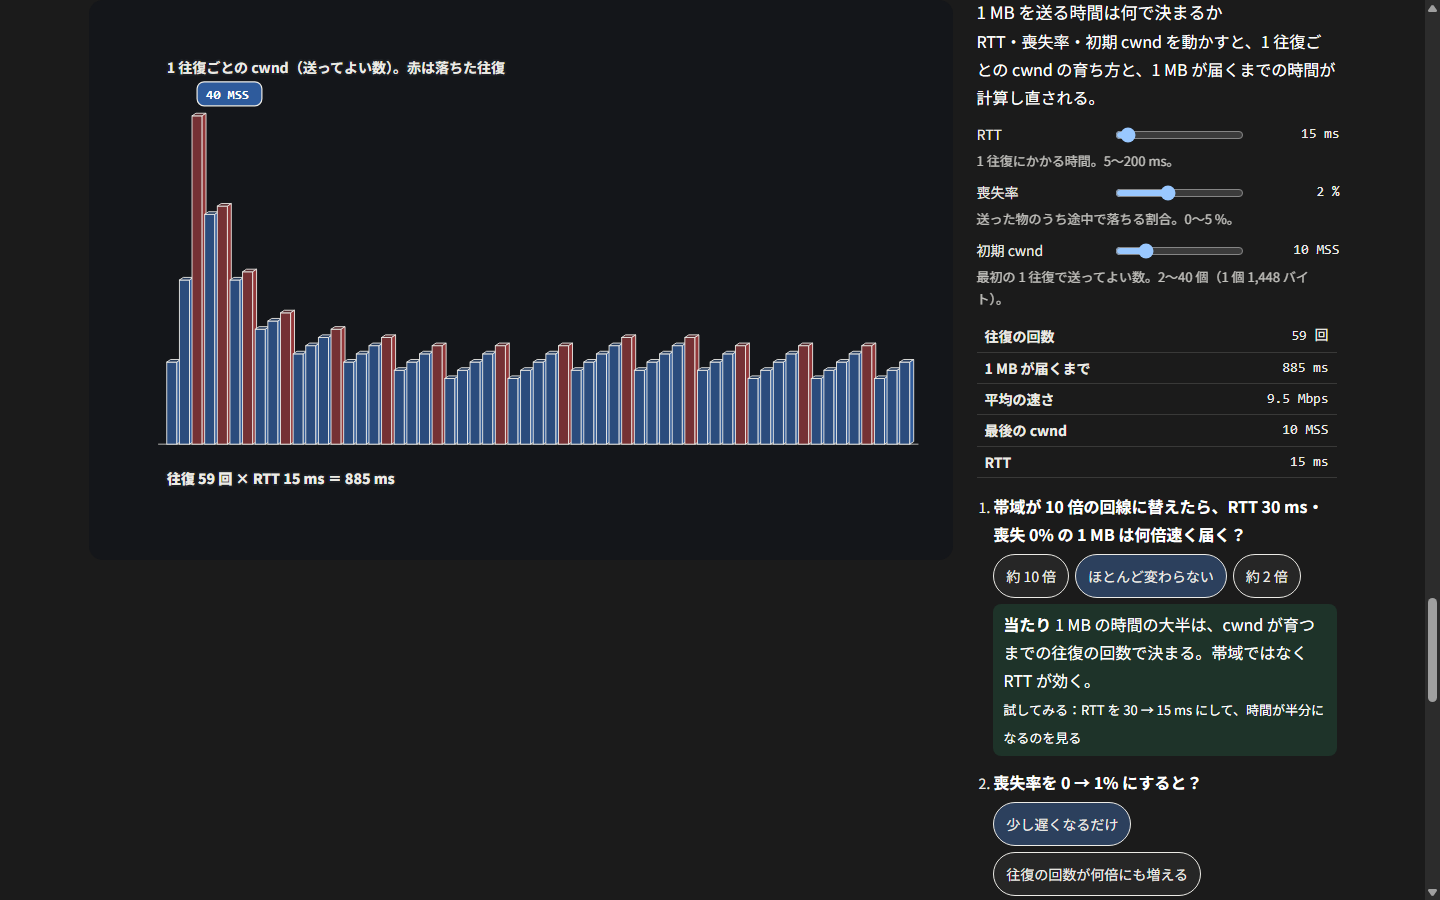 1 往復ごとの cwnd（送ってよい数）。赤は落ちた往復
40 MSS
往復 59 回 × RTT 15 ms = 885 ms
1 MB を送る時間は何で決まるか
RTT・喪失率・初期 cwnd を動かすと、1 往復ご
との cwnd の育ち方と、1 MB が届くまでの時間が
計算し直される。
RTT 15 ms
1 往復にかかる時間。5〜200 ms。
喪失率 2 %
送った物のうち途中で落ちる割合。0〜5 %。
初期 cwnd 10 MSS
最初の 1 往復で送ってよい数。2〜40 個（1 個 1,448 バイ
ト）。
往復の回数 59 回
1 MB が届くまで 885 ms
平均の速さ 9.5 Mbps
最後の cwnd 10 MSS
RTT 15 ms
1. 帯域が 10 倍の回線に替えたら、RTT 30 ms・
喪失 0% の 1 MB は何倍速く届く？
約 10 倍 ほとんど変わらない 約 2 倍
当たり 1 MB の時間の大半は、cwnd が育つ
までの往復の回数で決まる。帯域ではなく
RTT が効く。
試してみる：RTT を 30 → 15 ms にして、時間が半分に
なるのを見る
2. 喪失率を 0 → 1% にすると？
少し遅くなるだけ
往復の回数が何倍にも増える